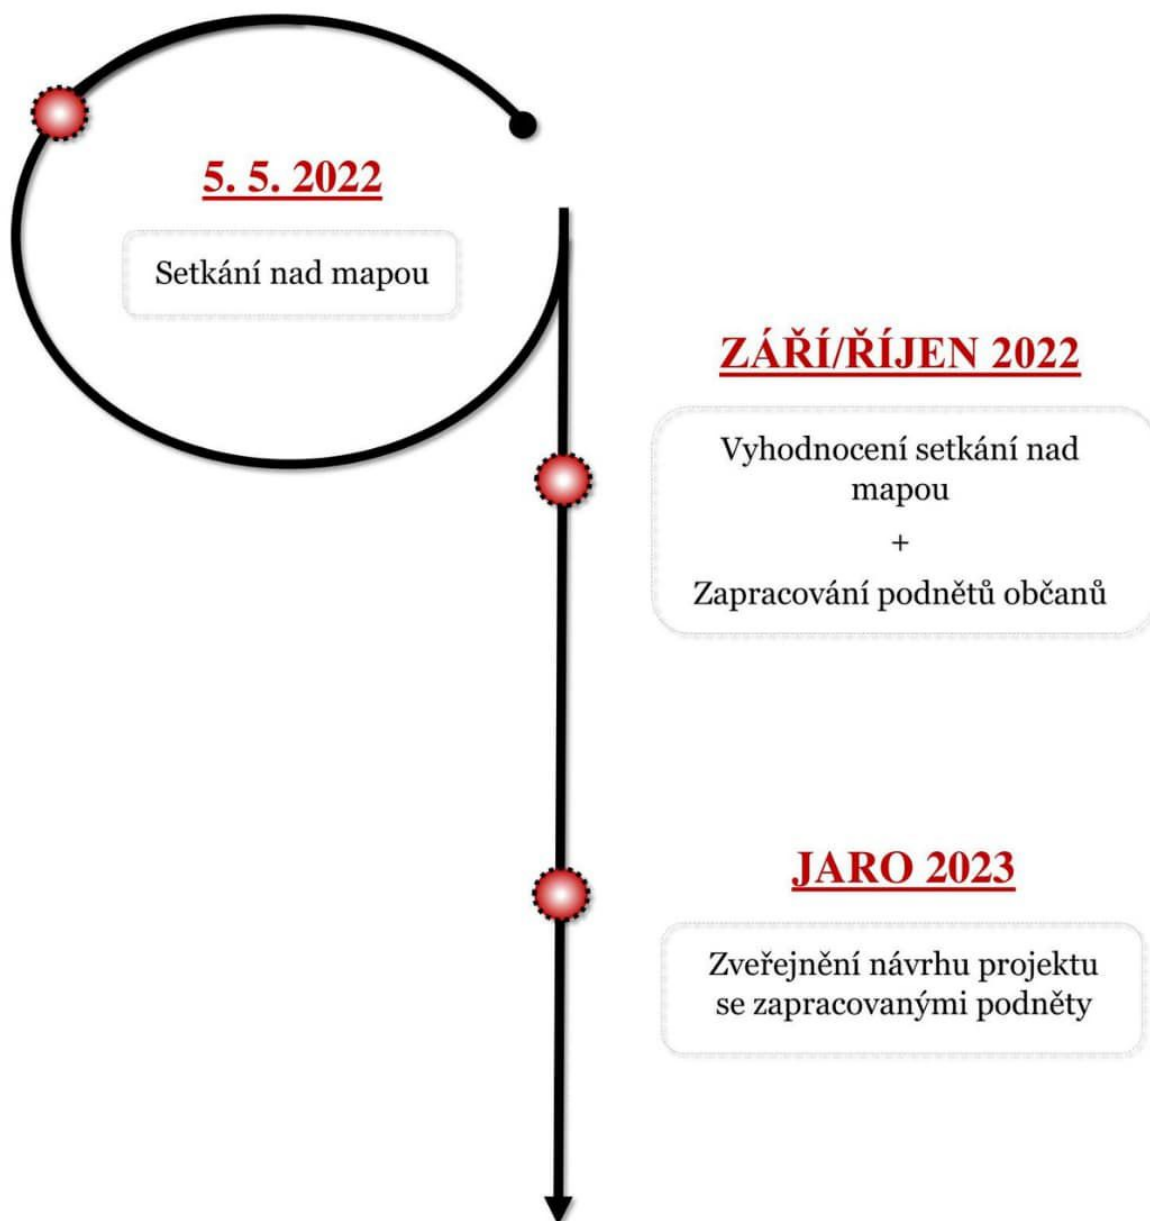 5. 5. 2022
Setkání nad mapou
ZÁŘÍ/ŘÍJEN 2022
Vyhodnocení setkání nad
mapou
+
Zapracování podnětů občanů
JARO 2023
Zveřejnění návrhu projektu
se zapracovanými podněty